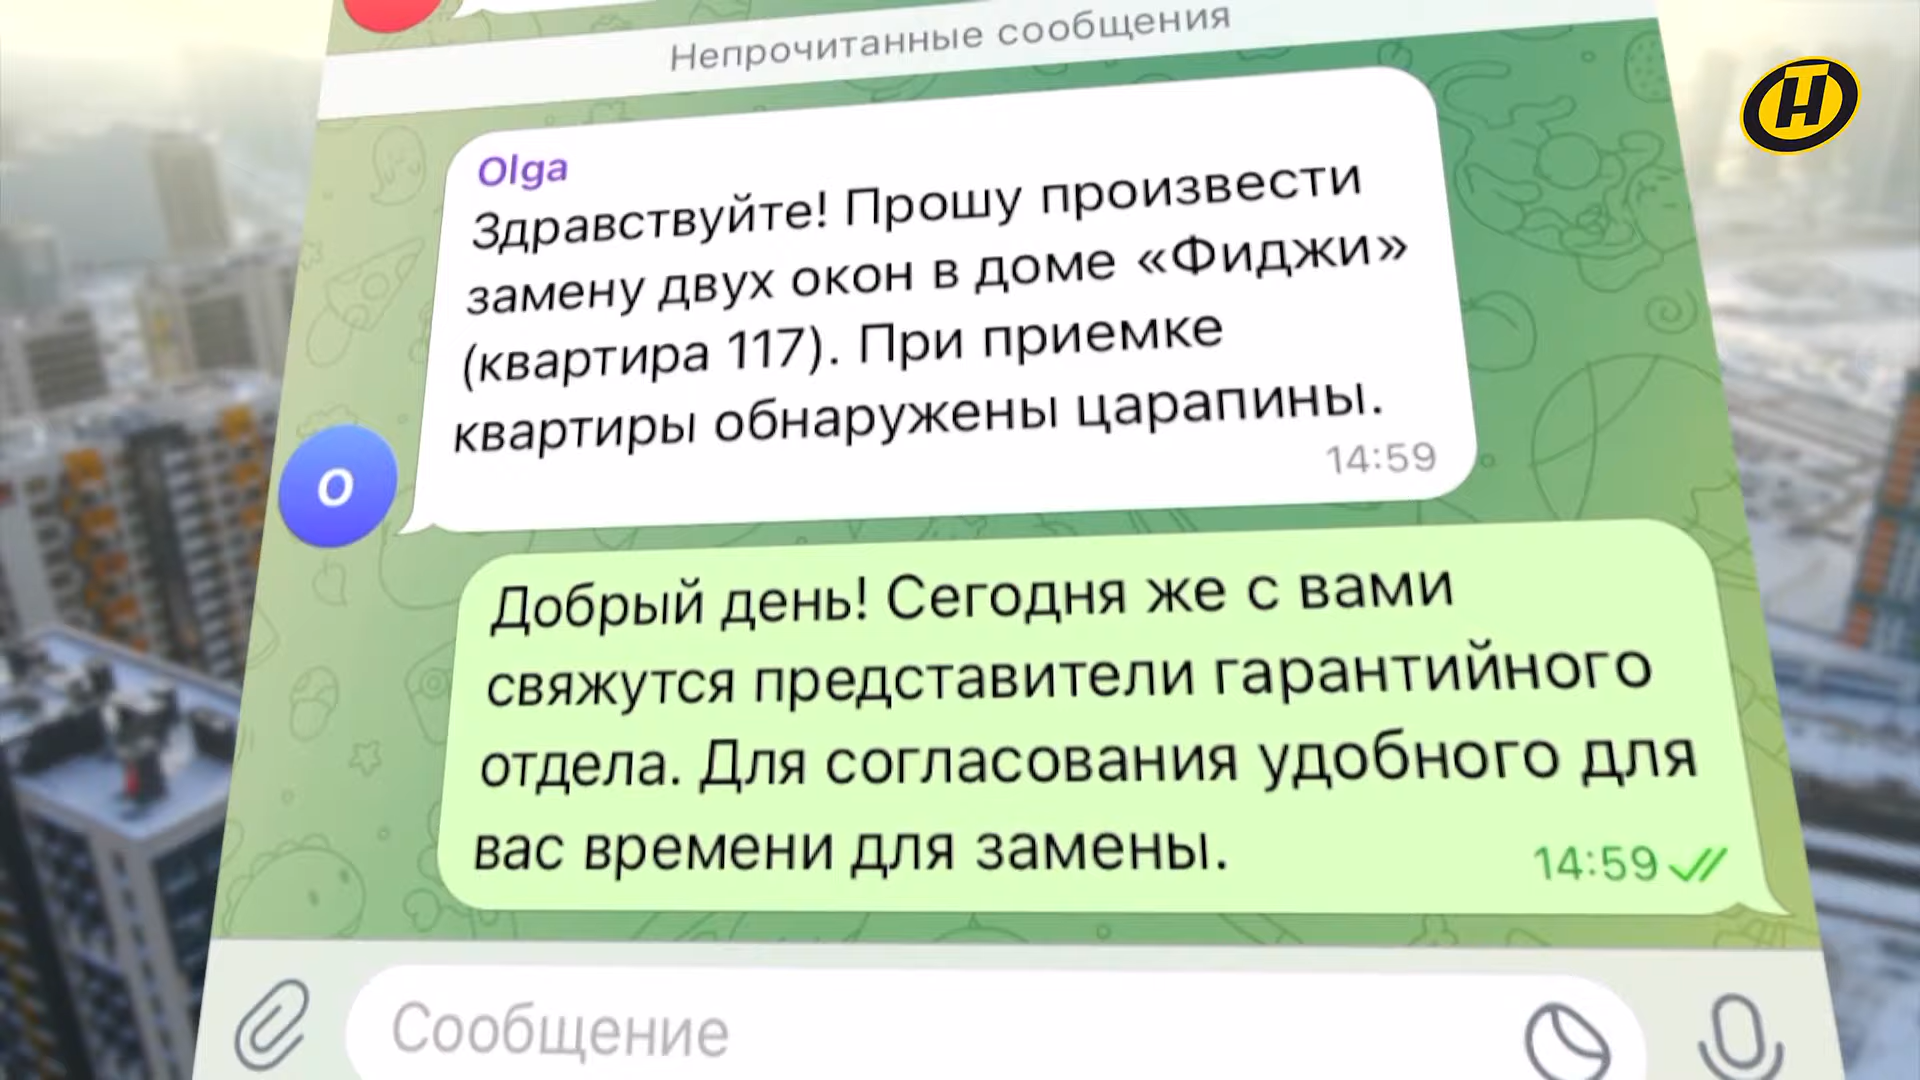 Непрочитанные сообщения
Olga
Здравствуйте! Прошу произвести
замену двух окон в доме «Фиджи»
(квартира 117). При приемке
квартиры обнаружены царапины.
14:59
О
Добрый день! Сегодня же с вами
свяжутся представители гарантийного
отдела. Для согласования удобного для
вас времени для замены.
14:59
Сообщение
ОНТ